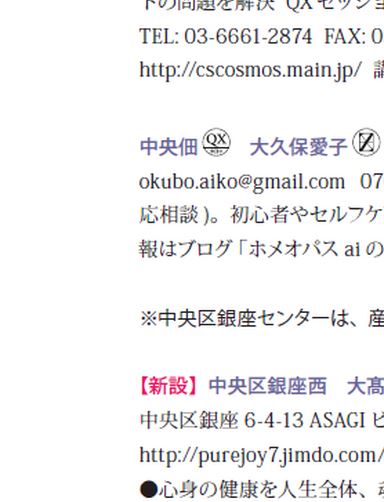 下の問題を解決 QX セッショ
TEL: 03-6661-2874 FAX: 0
http://cscosmos.main.jp/
中央佃 QX 大久保愛子
okubo.aiko@gmail.com 07
応相談 )。初心者やセルフケ
報はブログ「ホメオパス ai の
※中央区銀座センターは、産
【新設】中央区銀座西 大髙
中央区銀座 6-4-13 ASAGI ビ
http://purejoy7.jimdo.com/
●心身の健康を人生全体、